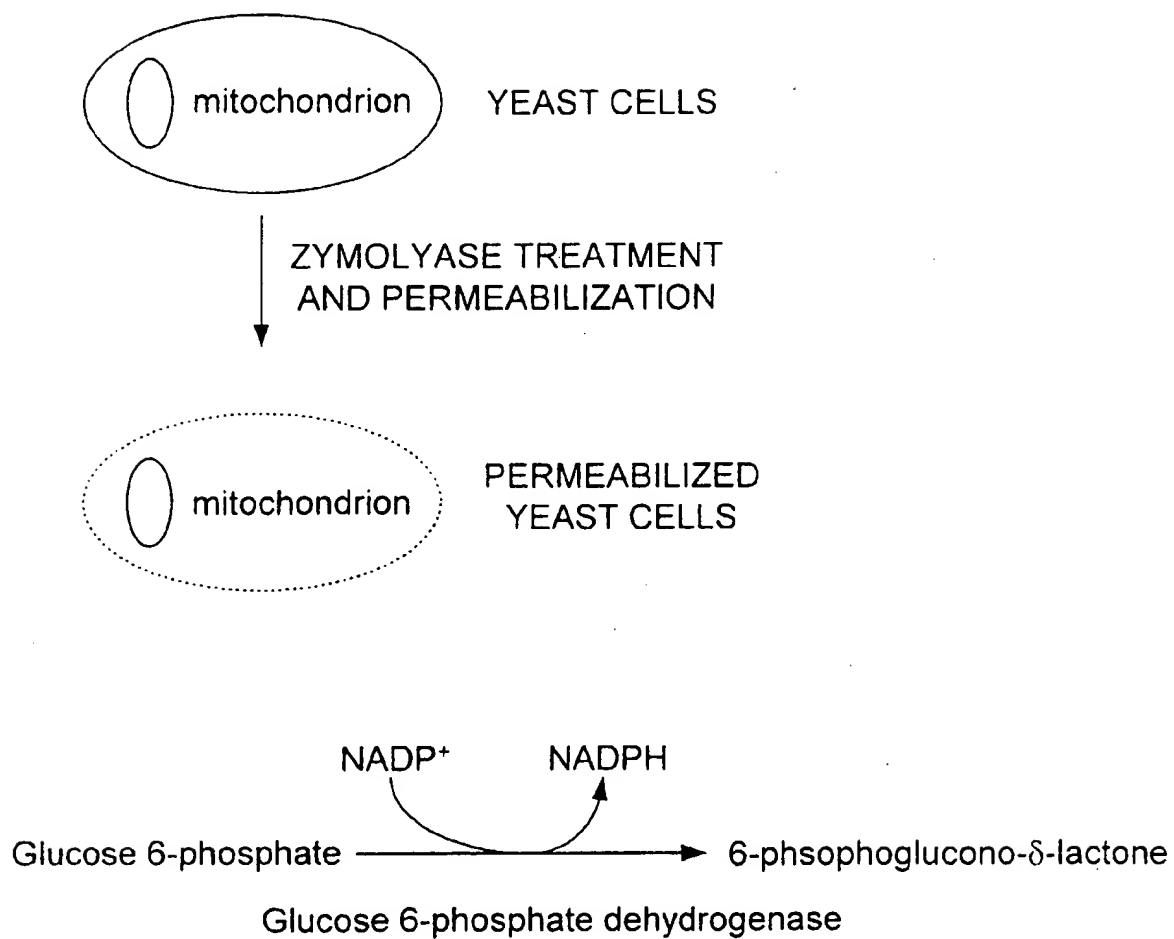 mitochondrion
YEAST CELLS
ZYMOLYASE TREATMENT
AND PERMEABILIZATION
mitochondrion
PERMEABILIZED
YEAST CELLS
NADP⁺
NADPH
Glucose 6-phosphate
6-phsophoglucono-δ-lactone
Glucose 6-phosphate dehydrogenase